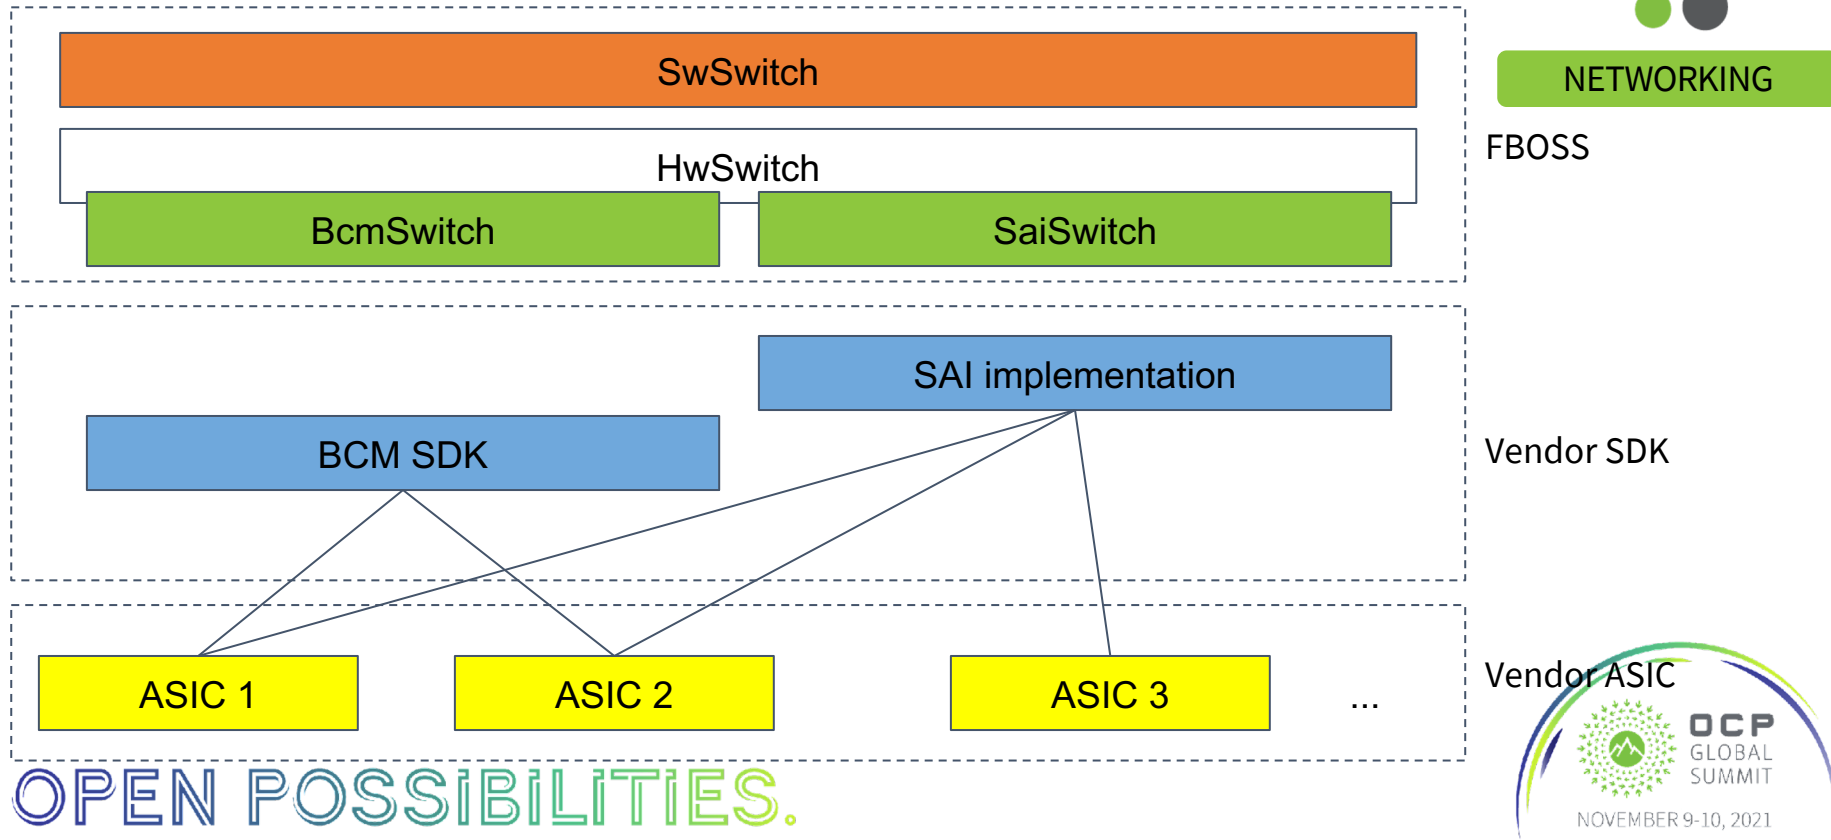 SwSwitch
NETWORKING
HwSwitch
FBOSS
BcmSwitch
SaiSwitch
SAI implementation
BCM SDK
Vendor SDK
ASIC 1
ASIC 2
ASIC 3
...
Vendor ASIC
OCP
GLOBAL
SUMMIT
NOVEMBER 9-10, 2021
OPEN POSSiBiLiTiES.